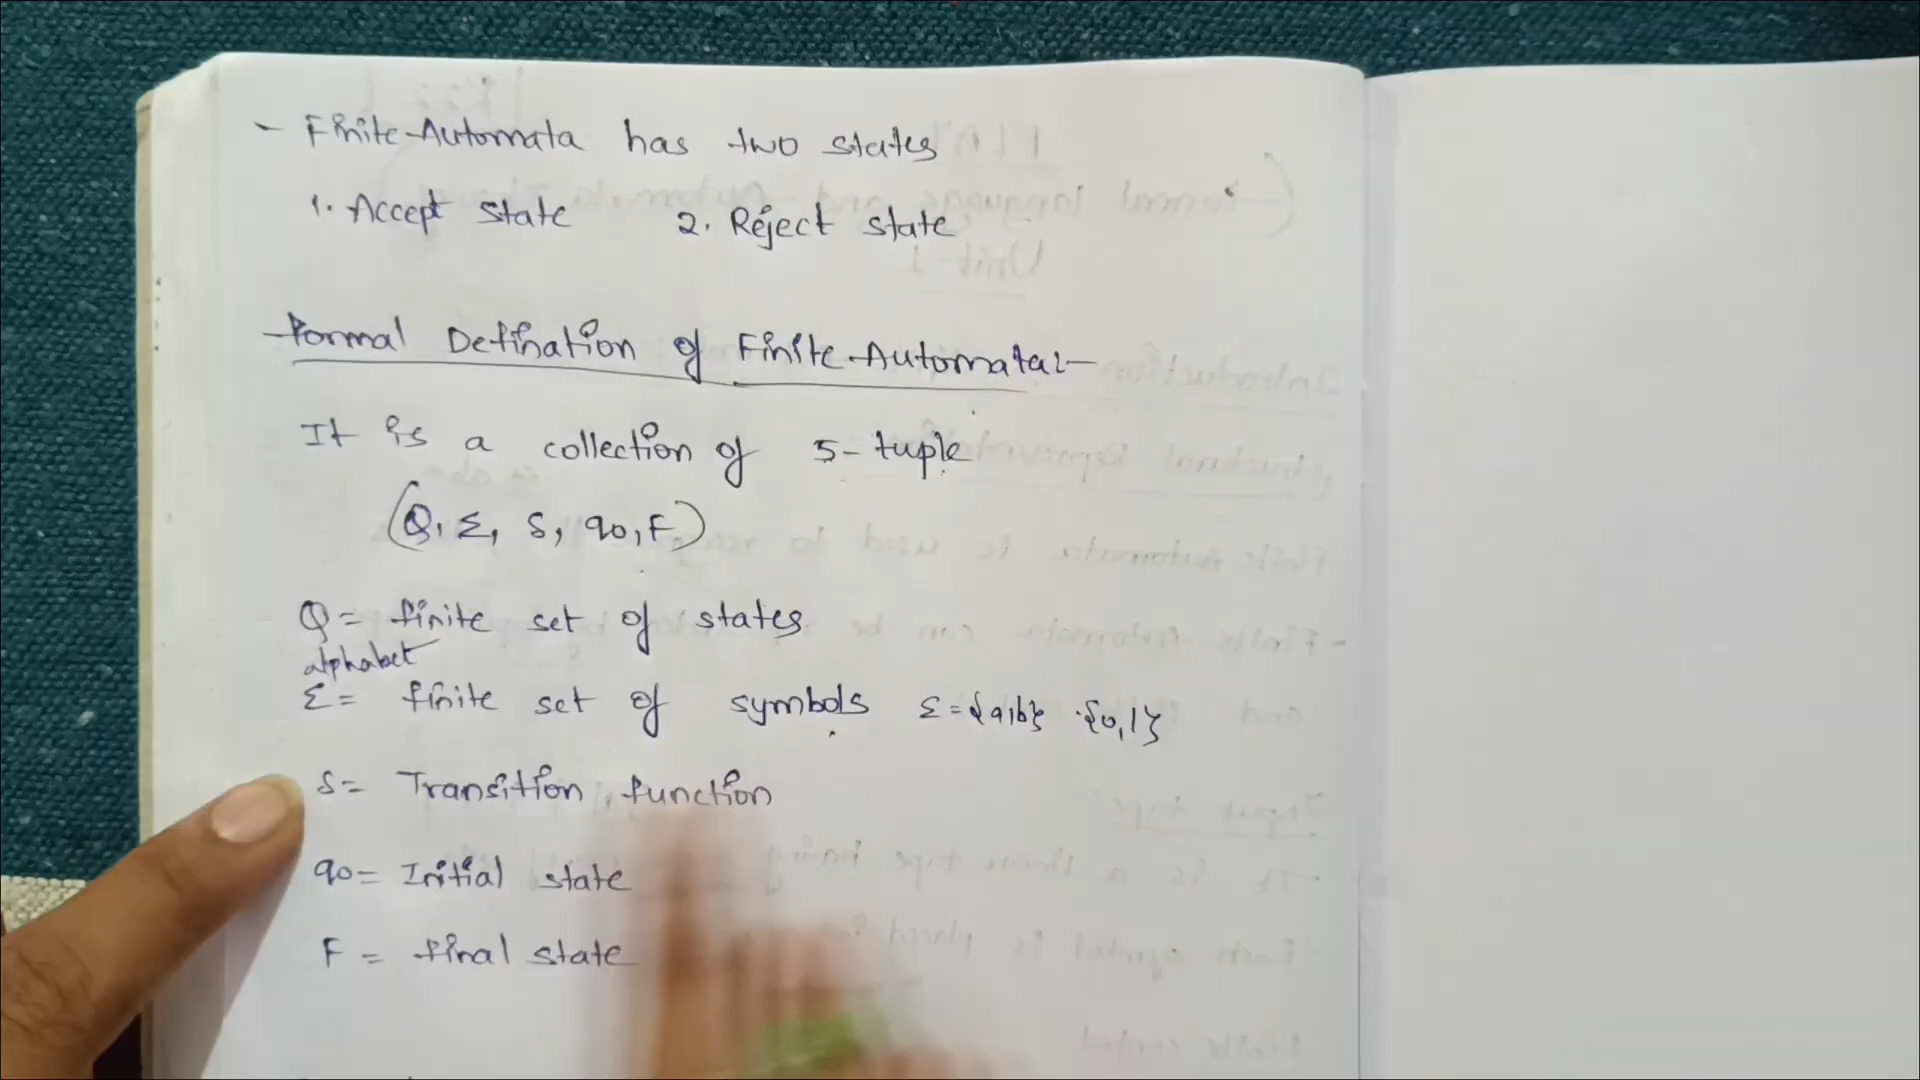 - Finite Automata has two states
1. Accept state 2. Reject state
Formal Defination of Finite Automata:-
It is a collection of 5-tuple
(Q, Σ, δ, q0, F)
Q = finite set of states
alphabet
Σ = finite set of symbols Σ = {a,b} {0,1}
δ = Transition function
q0 = Initial state
F = final state